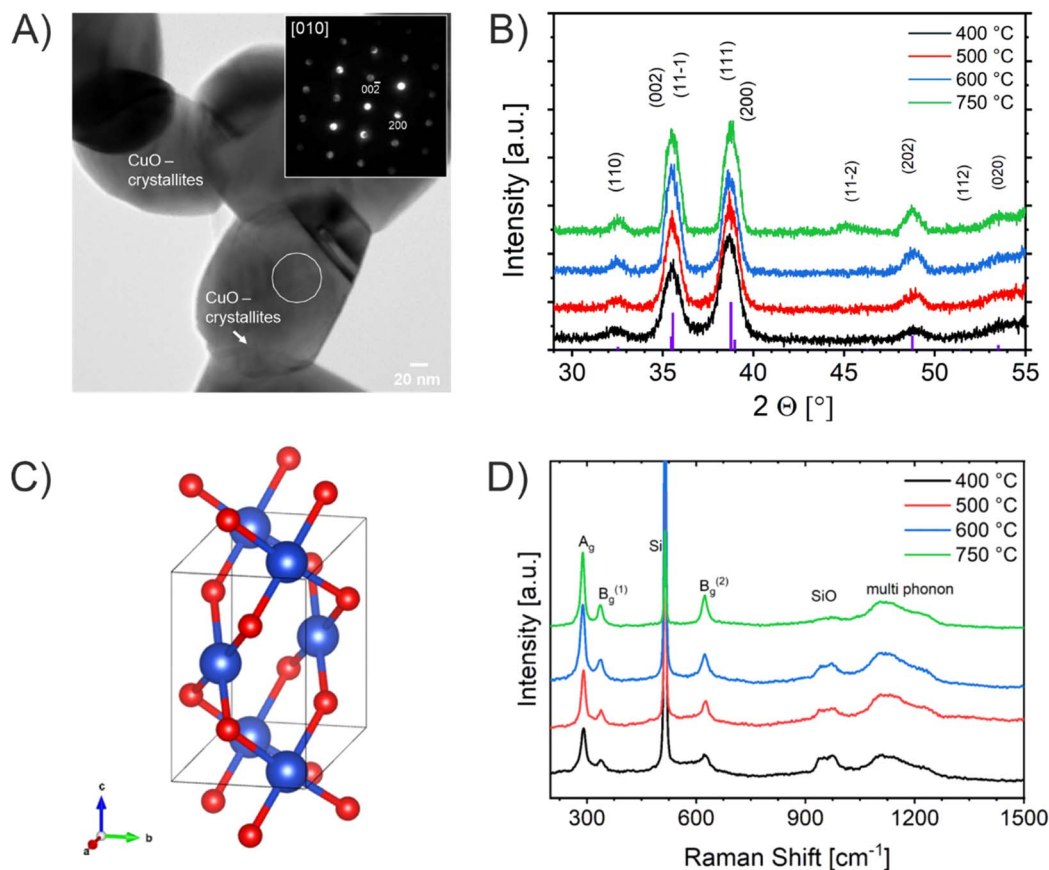 A)
[010]
002̄
200
CuO –
crystallites
CuO –
crystallites
20 nm
B)
Intensity [a.u.]
(110)
(002)
(11-1)
(111)
(200)
(11-2)
(202)
(112)
(020)
400 °C
500 °C
600 °C
750 °C
30 35 40 45 50 55
2 Θ [°]
C)
c
b
a
D)
Intensity [a.u.]
Ag
Bg(1)
Si
Bg(2)
SiO
multi phonon
400 °C
500 °C
600 °C
750 °C
300 600 900 1200 1500
Raman Shift [cm-1]